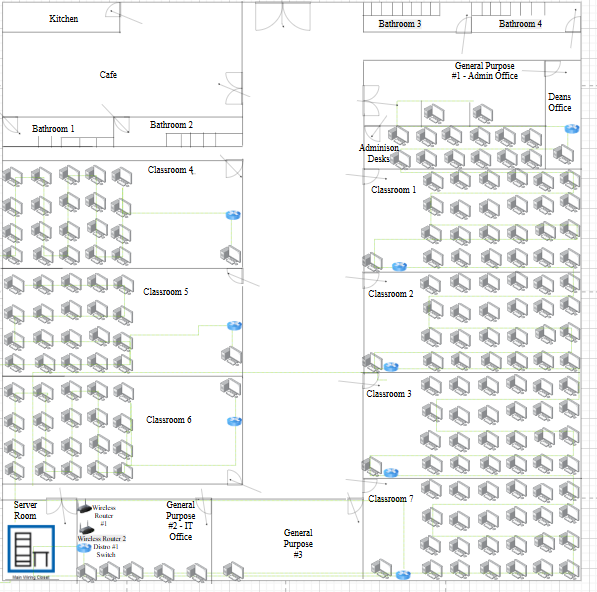 Kitchen
Bathroom 3
Bathroom 4
Cafe
General Purpose
#1 - Admin Office
Deans
Office
Bathroom 1
Bathroom 2
Adminison
Desks
Classroom 4
Classroom 1
Classroom 5
Classroom 2
Classroom 3
Classroom 6
Classroom 7
Server
Room
Wireless
Router
#1
Wireless Router 2
Distro #1
Switch
General
Purpose
#2 - IT
Office
General
Purpose
#3
Main Wiring Closet